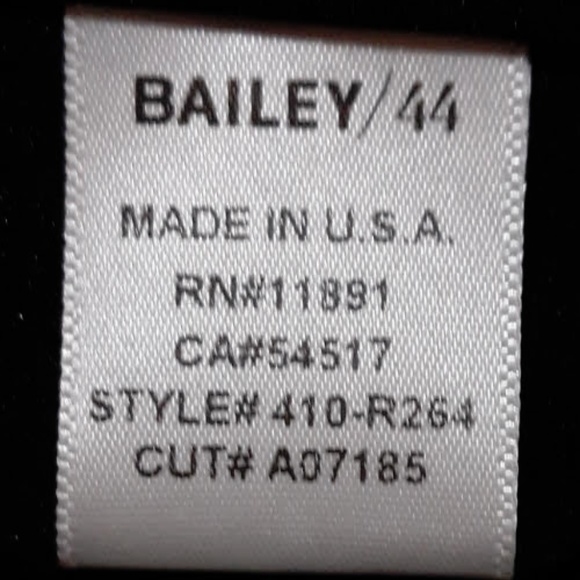 BAILEY/44
MADE IN U.S.A.
RN#11891
CA#54517
STYLE# 410-R264
CUT# A07185